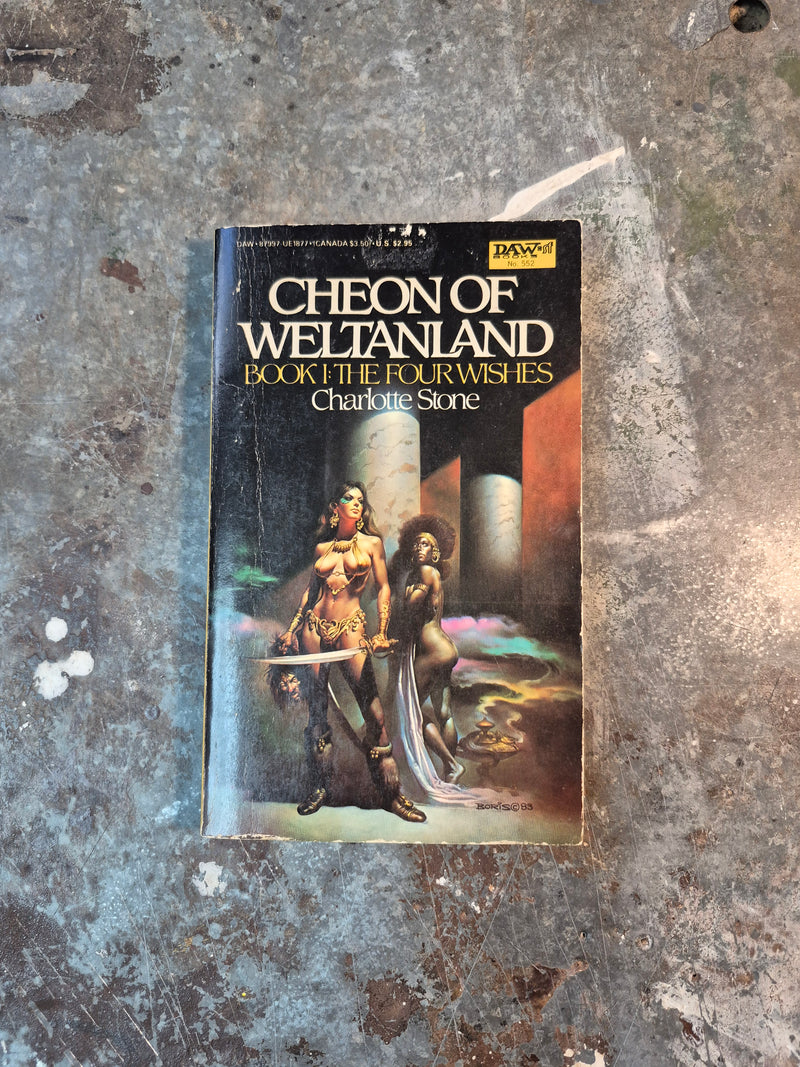 DAW • 87997-UE1877 • (CANADA $3.50) • U.S. $2.95
DAW sf
BOOKS
No. 552
CHEON OF
WELTANLAND
BOOK I: THE FOUR WISHES
Charlotte Stone
BORIS © 83